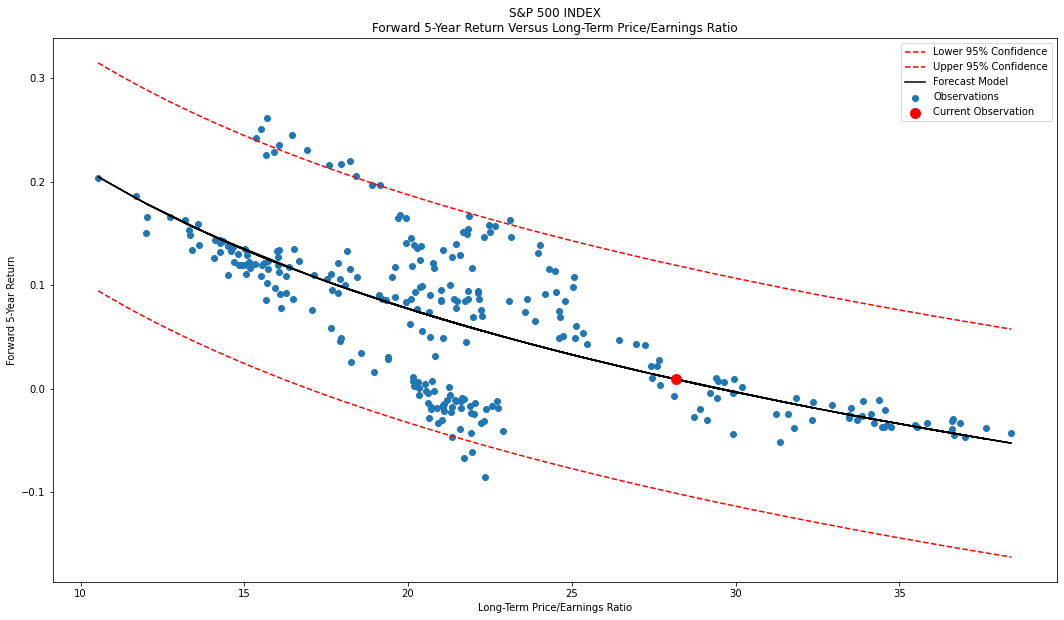 S&P 500 INDEX
Forward 5-Year Return Versus Long-Term Price/Earnings Ratio
Lower 95% Confidence
Upper 95% Confidence
Forecast Model
Observations
Current Observation
Forward 5-Year Return
0.3
0.2
0.1
0.0
−0.1
10
15
20
25
30
35
Long-Term Price/Earnings Ratio